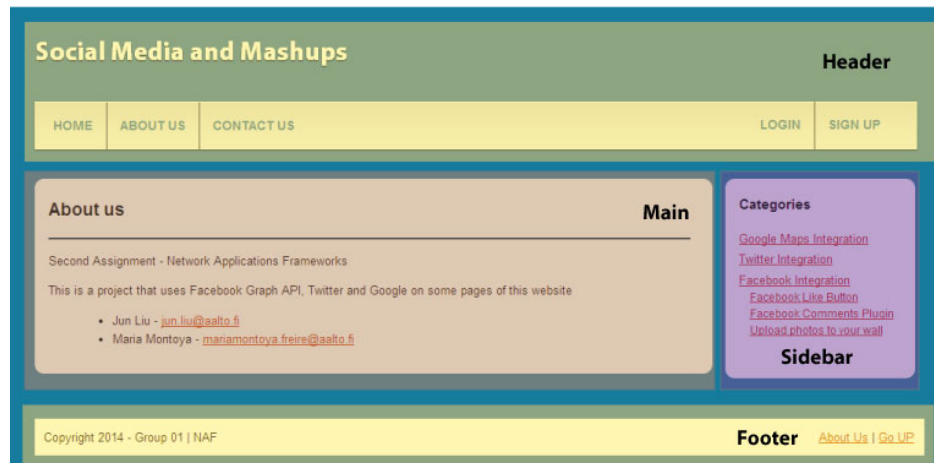 Social Media and Mashups
Header
HOME ABOUT US CONTACT US LOGIN SIGN UP
About us
Main
Second Assignment - Network Applications Frameworks
This is a project that uses Facebook Graph API, Twitter and Google on some pages of this website
• Jun Liu - jun.liu@aalto.fi
• Maria Montoya - mariamontoya.freire@aalto.fi
Categories
Google Maps Integration
Twitter Integration
Facebook Integration
Facebook Like Button
Facebook Comments Plugin
Upload photos to your wall
Sidebar
Copyright 2014 - Group 01 | NAF
Footer
About Us | Go UP